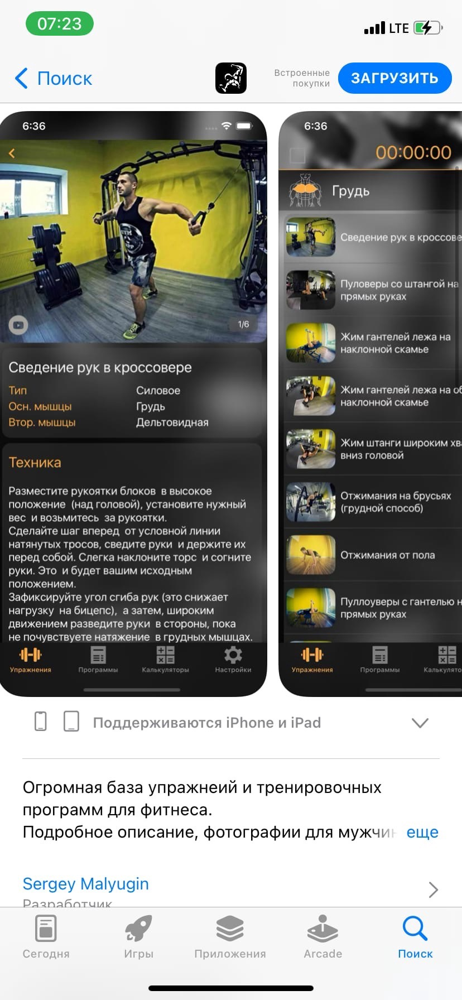 07:23
LTE
Поиск
Встроенные
покупки
ЗАГРУЗИТЬ
6:36
1/6
Сведение рук в кроссовере
Тип Силовое
Осн. мышцы Грудь
Втор. мышцы Дельтовидная
Техника
Разместите рукоятки блоков в высокое
положение (над головой), установите нужный
вес и возьмитесь за рукоятки.
Сделайте шаг вперед от условной линии
натянутых тросов, сведите руки и держите их
перед собой. Слегка наклоните торс и согните
руки. Это и будет вашим исходным
положением.
Зафиксируйте угол сгиба рук (это снижает
нагрузку на бицепс), а затем, широким
движением разведите руки в стороны, пока
не почувствуете натяжение в грудных мышцах.
Упражнения Программы Калькуляторы Настройки
6:36
00:00:00
Грудь
Сведение рук в кроссове
Пуловеры со штангой на
прямых руках
Жим гантелей лежа на
наклонной скамье
Жим гантелей лежа на об
наклонной скамье
Жим штанги широким хва
вниз головой
Отжимания на брусьях
(грудной способ)
Отжимания от пола
Пуллоуверы с гантелью н
прямых руках
Упражнения Программы Калькулято
Поддерживаются iPhone и iPad
Огромная база упражнеий и тренировочных
программ для фитнеса.
Подробное описание, фотографии для мужчин еще
Sergey Malyugin
Разработчик
Сегодня Игры Приложения Arcade Поиск